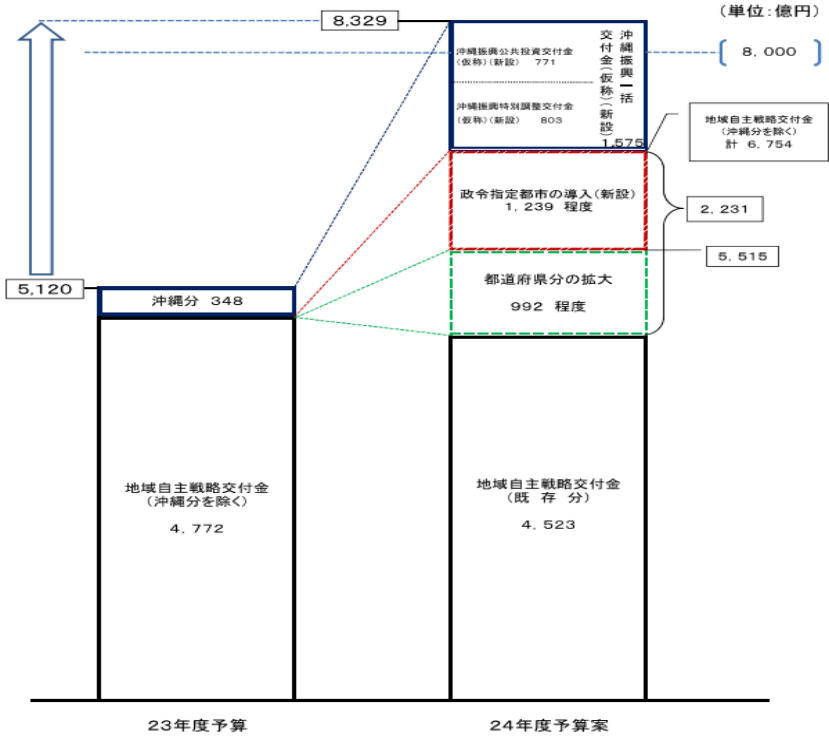 (単位:億円)
8,329
8,000
沖縄振興公共投資交付金
(仮称)(新設) 771
沖縄振興特別調整交付金
(仮称)(新設) 803
沖縄振興一括
交付金(仮称)(新設)
1,575
地域自主戦略交付金
(沖縄分を除く)
計 6,754
政令指定都市の導入(新設)
1,239 程度
2,231
5,515
都道府県分の拡大
992 程度
5,120
沖縄分 348
地域自主戦略交付金
(沖縄分を除く)
4,772
地域自主戦略交付金
(既 存 分)
4,523
23年度予算
24年度予算案